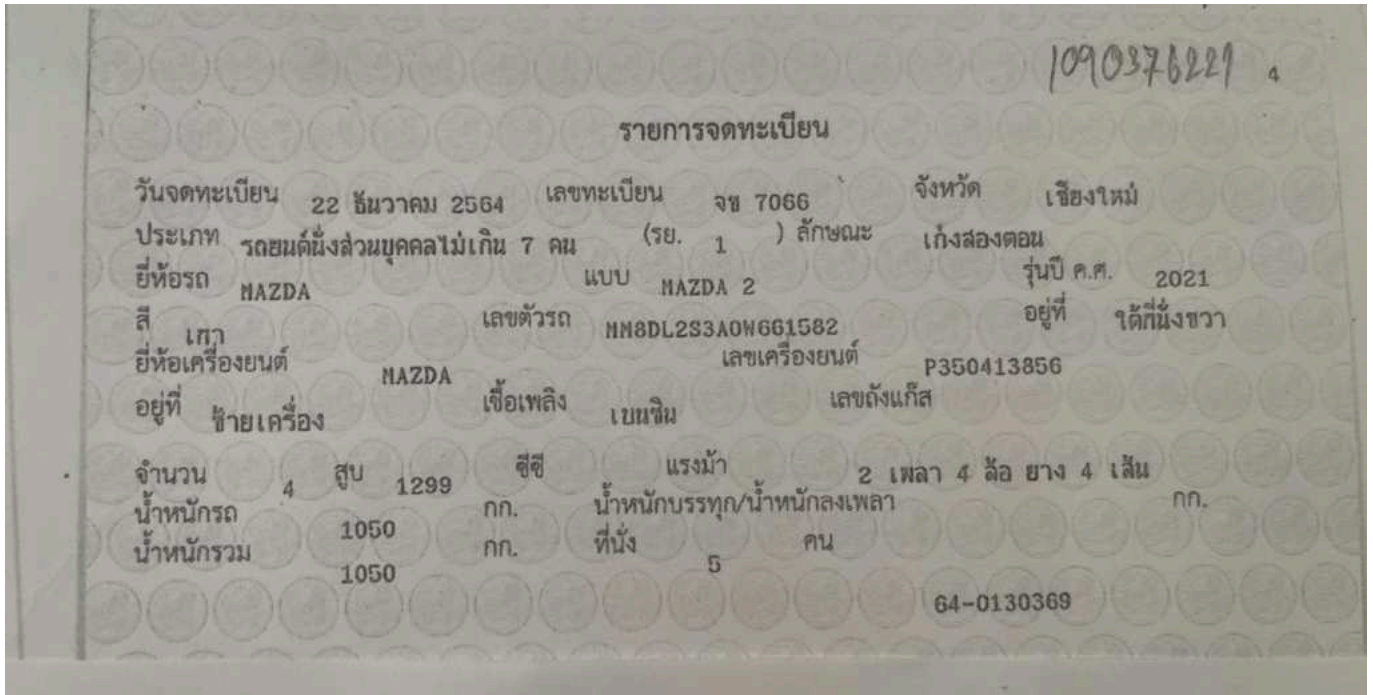 1090376221 4
รายการจดทะเบียน
วันจดทะเบียน 22 ธันวาคม 2564 เลขทะเบียน จข 7066 จังหวัด เชียงใหม่
ประเภท รถยนต์นั่งส่วนบุคคลไม่เกิน 7 คน (รย. 1 ) ลักษณะ เก๋งสองตอน
ยี่ห้อรถ MAZDA แบบ MAZDA 2 รุ่นปี ค.ศ. 2021
สี เทา เลขตัวรถ MM8DL2S3A0W661582 อยู่ที่ ใต้ที่นั่งขวา
ยี่ห้อเครื่องยนต์ MAZDA เลขเครื่องยนต์ P350413856
อยู่ที่ ซ้ายเครื่อง เชื้อเพลิง เบนซิน เลขถังแก๊ส
จำนวน 4 สูบ 1299 ซีซี แรงม้า 2 เพลา 4 ล้อ ยาง 4 เส้น
น้ำหนักรถ 1050 กก. น้ำหนักบรรทุก/น้ำหนักลงเพลา กก.
น้ำหนักรวม 1050 กก. ที่นั่ง 5 คน
64-0130369